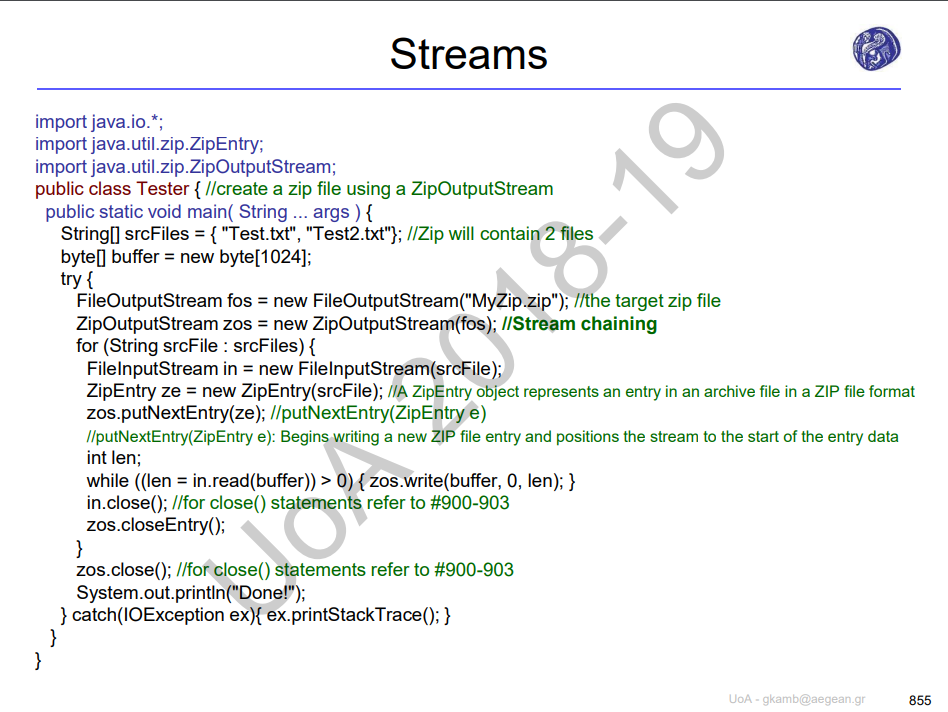 Streams
import java.io.*;
import java.util.zip.ZipEntry;
import java.util.zip.ZipOutputStream;
public class Tester { //create a zip file using a ZipOutputStream
public static void main( String ... args ) {
String[] srcFiles = { "Test.txt", "Test2.txt"}; //Zip will contain 2 files
byte[] buffer = new byte[1024];
try {
FileOutputStream fos = new FileOutputStream("MyZip.zip"); //the target zip file
ZipOutputStream zos = new ZipOutputStream(fos); //Stream chaining
for (String srcFile : srcFiles) {
FileInputStream in = new FileInputStream(srcFile);
ZipEntry ze = new ZipEntry(srcFile); //A ZipEntry object represents an entry in an archive file in a ZIP file format
zos.putNextEntry(ze); //putNextEntry(ZipEntry e)
//putNextEntry(ZipEntry e): Begins writing a new ZIP file entry and positions the stream to the start of the entry data
int len;
while ((len = in.read(buffer)) > 0) { zos.write(buffer, 0, len); }
in.close(); //for close() statements refer to #900-903
zos.closeEntry();
}
zos.close(); //for close() statements refer to #900-903
System.out.println("Done!");
} catch(IOException ex){ ex.printStackTrace(); }
}
}
UoA 2018-19
UoA - gkamb@aegean.gr
855